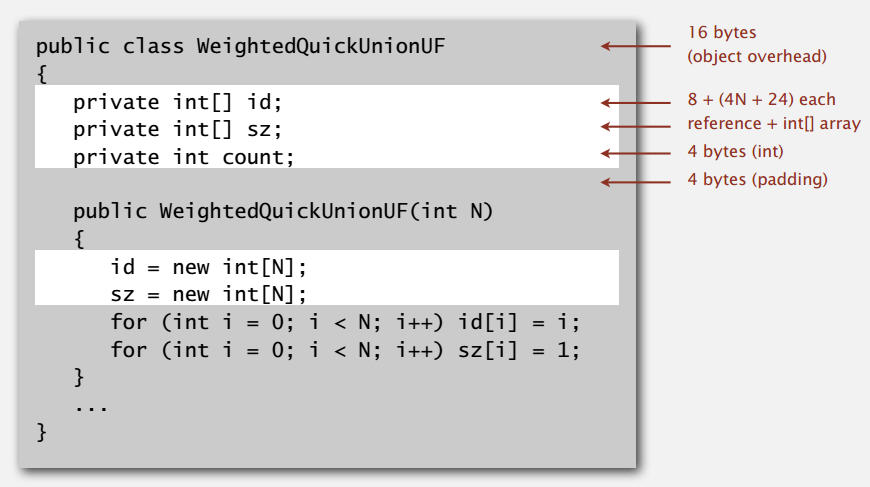 public class WeightedQuickUnionUF
{
private int[] id;
private int[] sz;
private int count;
public WeightedQuickUnionUF(int N)
{
id = new int[N];
sz = new int[N];
for (int i = 0; i < N; i++) id[i] = i;
for (int i = 0; i < N; i++) sz[i] = 1;
}
...
}
16 bytes
(object overhead)
8 + (4N + 24) each
reference + int[] array
4 bytes (int)
4 bytes (padding)